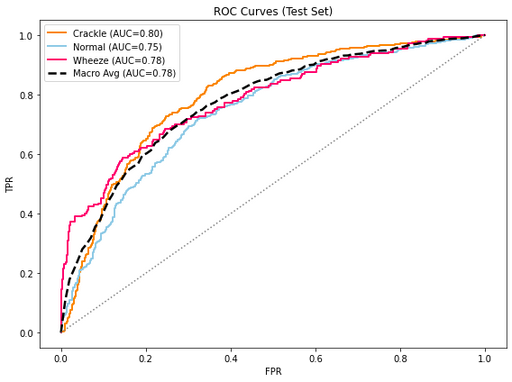 ROC Curves (Test Set)
Crackle (AUC=0.80)
Normal (AUC=0.75)
Wheeze (AUC=0.78)
Macro Avg (AUC=0.78)
TPR
1.0
0.8
0.6
0.4
0.2
0.0
0.0 0.2 0.4 0.6 0.8 1.0
FPR